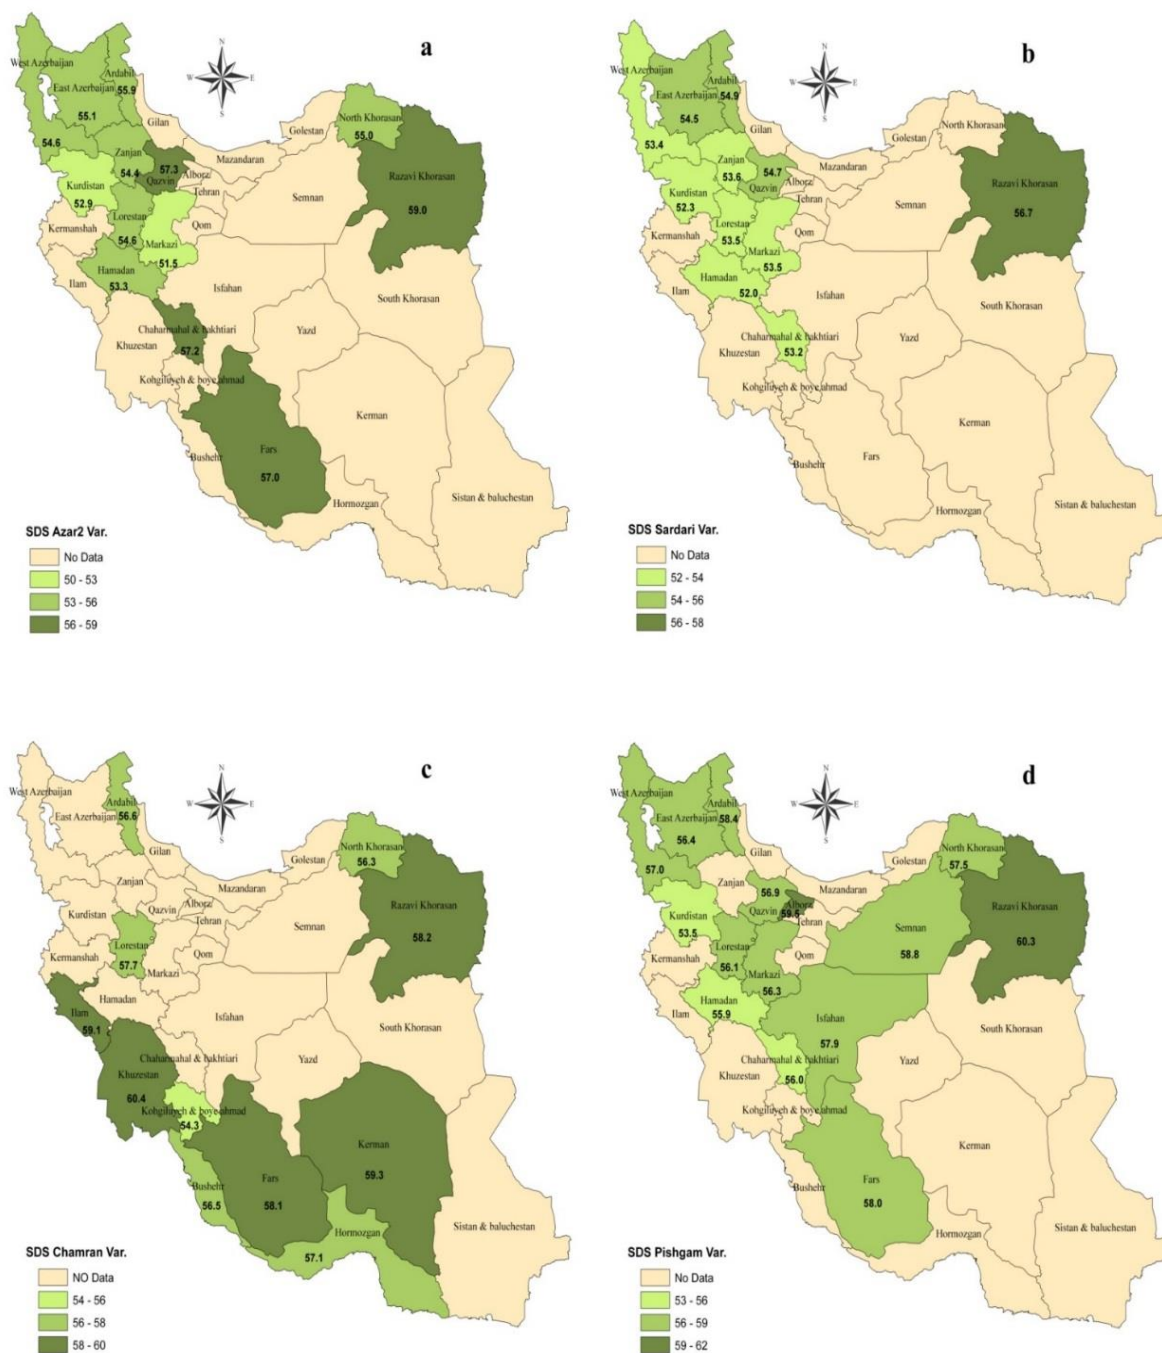 a
N
W E
S
West Azerbaijan
Ardabil
55.9
East Azerbaijan
55.1
54.6
Gilan
Golestan
North Khorasan
55.0
Zanjan
54.4
57.3
Qazvin
Mazandaran
Alborz
Tehran
Semnan
Razavi Khorasan
59.0
Kurdistan
52.9
Lorestan
54.6
Qom
Kermanshah
Markazi
51.5
Hamadan
53.3
Ilam
Isfahan
South Khorasan
Chaharmahal & bakhtiari
57.2
Khuzestan
Yazd
Kohgiluyeh & boye ahmad
Kerman
Fars
57.0
Bushehr
Hormozgan
Sistan & baluchestan
SDS Azar2 Var.
No Data
50 - 53
53 - 56
56 - 59
b
N
W E
S
West Azerbaijan
Ardabil
54.9
East Azerbaijan
54.5
53.4
Gilan
Golestan
North Khorasan
Zanjan
53.6
54.7
Qazvin
Mazandaran
Alborz
Tehran
Semnan
Razavi Khorasan
56.7
Kurdistan
52.3
Lorestan
53.5
Qom
Kermanshah
Markazi
53.5
Hamadan
52.0
Ilam
Isfahan
South Khorasan
Chaharmahal & bakhtiari
53.2
Khuzestan
Yazd
Kohgiluyeh & boye ahmad
Kerman
Fars
Bushehr
Hormozgan
Sistan & baluchestan
SDS Sardari Var.
No Data
52 - 54
54 - 56
56 - 58
c
N
W E
S
West Azerbaijan
Ardabil
56.6
East Azerbaijan
Gilan
Golestan
North Khorasan
56.3
Zanjan
Mazandaran
Qazvin
Alborz
Tehran
Semnan
Razavi Khorasan
58.2
Kurdistan
Lorestan
57.7
Qom
Kermanshah
Markazi
Hamadan
Ilam
59.1
Isfahan
South Khorasan
Chaharmahal & bakhtiari
Khuzestan
60.4
Yazd
Kohgiluyeh & boye ahmad
54.3
Kerman
59.3
Fars
58.1
Bushehr
56.5
Hormozgan
57.1
Sistan & baluchestan
SDS Chamran Var.
NO Data
54 - 56
56 - 58
58 - 60
d
N
W E
S
West Azerbaijan
Ardabil
58.4
East Azerbaijan
56.4
57.0
Gilan
Golestan
North Khorasan
57.5
Zanjan
56.9
Qazvin
Mazandaran
Alborz
59.5
Tehran
Semnan
58.8
Razavi Khorasan
60.3
Kurdistan
53.5
Lorestan
56.1
Qom
Kermanshah
Markazi
56.3
Hamadan
55.9
Ilam
Isfahan
57.9
South Khorasan
Chaharmahal & bakhtiari
56.0
Khuzestan
Yazd
Kohgiluyeh & boye ahmad
Kerman
Fars
58.0
Bushehr
Hormozgan
Sistan & baluchestan
SDS Pishgam Var.
No Data
53 - 56
56 - 59
59 - 62